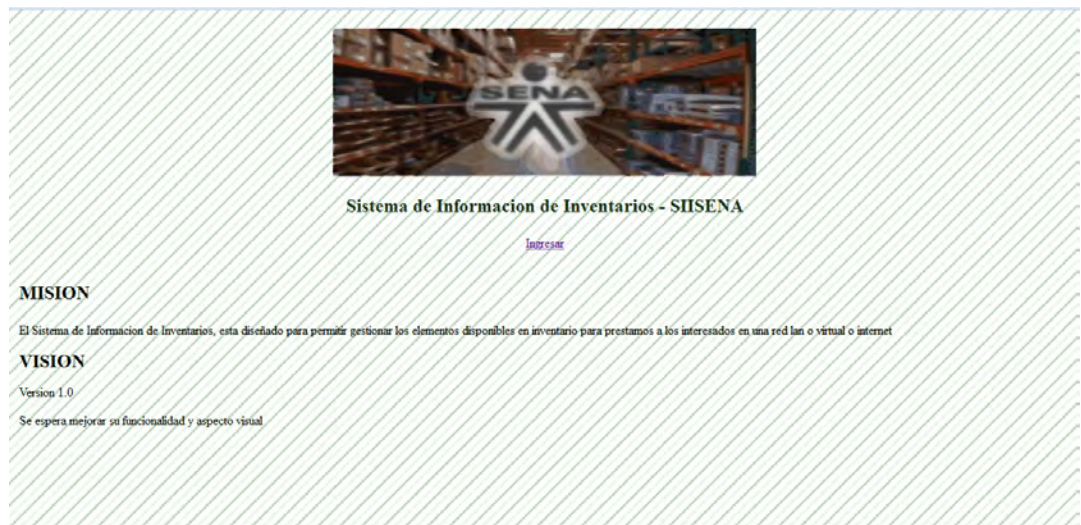 SENA
Sistema de Informacion de Inventarios - SIISENA
Ingresar
MISION
El Sistema de Informacion de Inventarios, esta diseñado para permitir gestionar los elementos disponibles en inventario para prestamos a los interesados en una red lan o virtual o internet
VISION
Version 1.0
Se espera mejorar su funcionalidad y aspecto visual